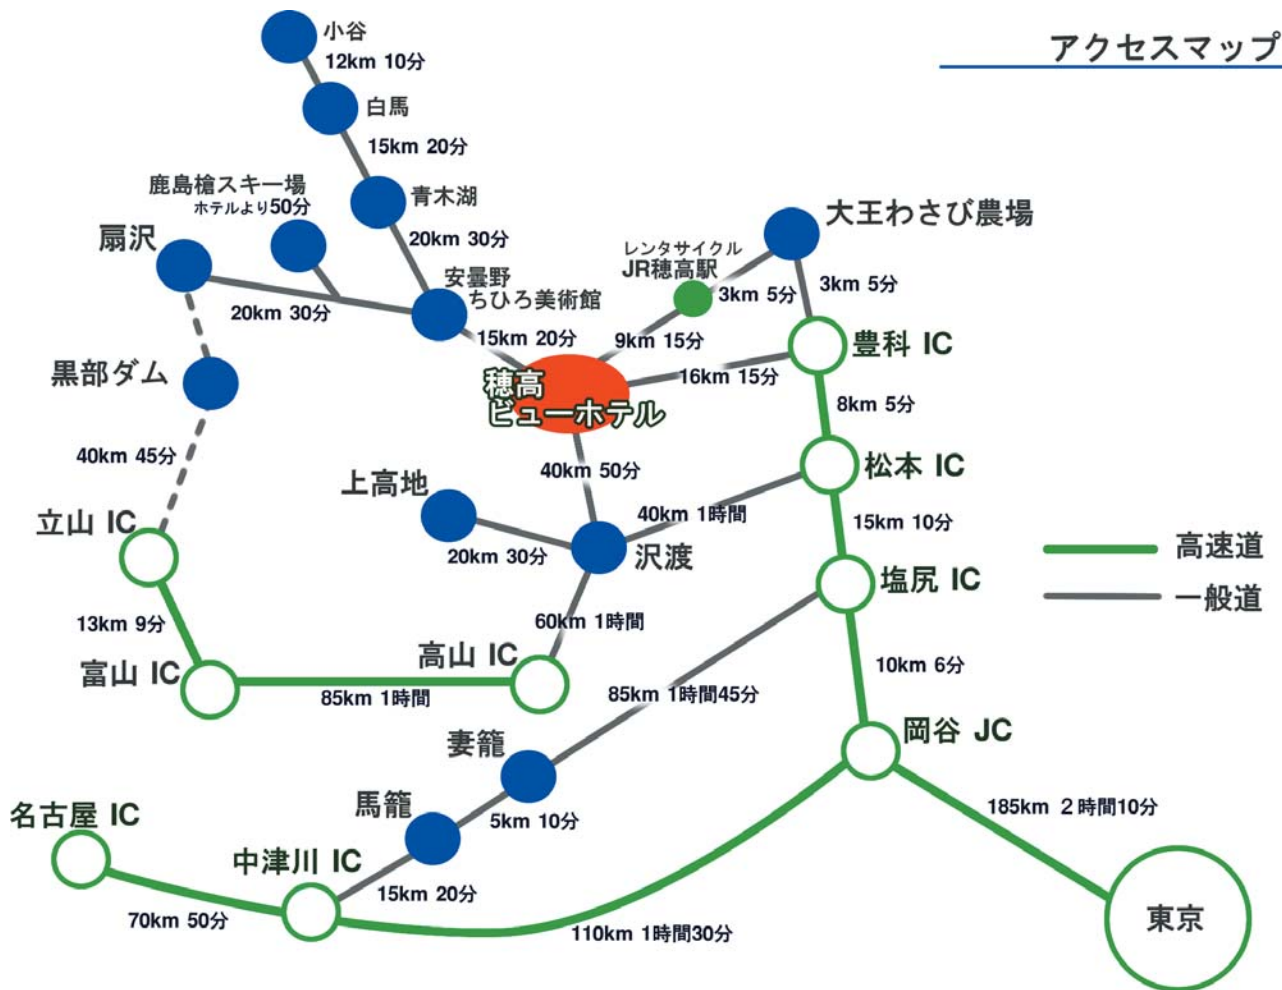 アクセスマップ
小谷
12km 10分
白馬
15km 20分
鹿島槍スキー場
ホテルより50分
青木湖
扇沢
20km 30分
大王わさび農場
レンタサイクル
JR穂高駅
3km 5分
3km 5分
安曇野
ちひろ美術館
20km 30分
15km 20分
9km 15分
豊科 IC
16km 15分
黒部ダム
穂高
ビューホテル
8km 5分
40km 45分
40km 50分
松本 IC
上高地
40km 1時間
立山 IC
15km 10分
20km 30分
沢渡
高速道
塩尻 IC
一般道
13km 9分
60km 1時間
富山 IC
高山 IC
85km 1時間
10km 6分
85km 1時間45分
岡谷 JC
妻籠
馬籠
5km 10分
185km 2時間10分
名古屋 IC
中津川 IC
15km 20分
70km 50分
110km 1時間30分
東京